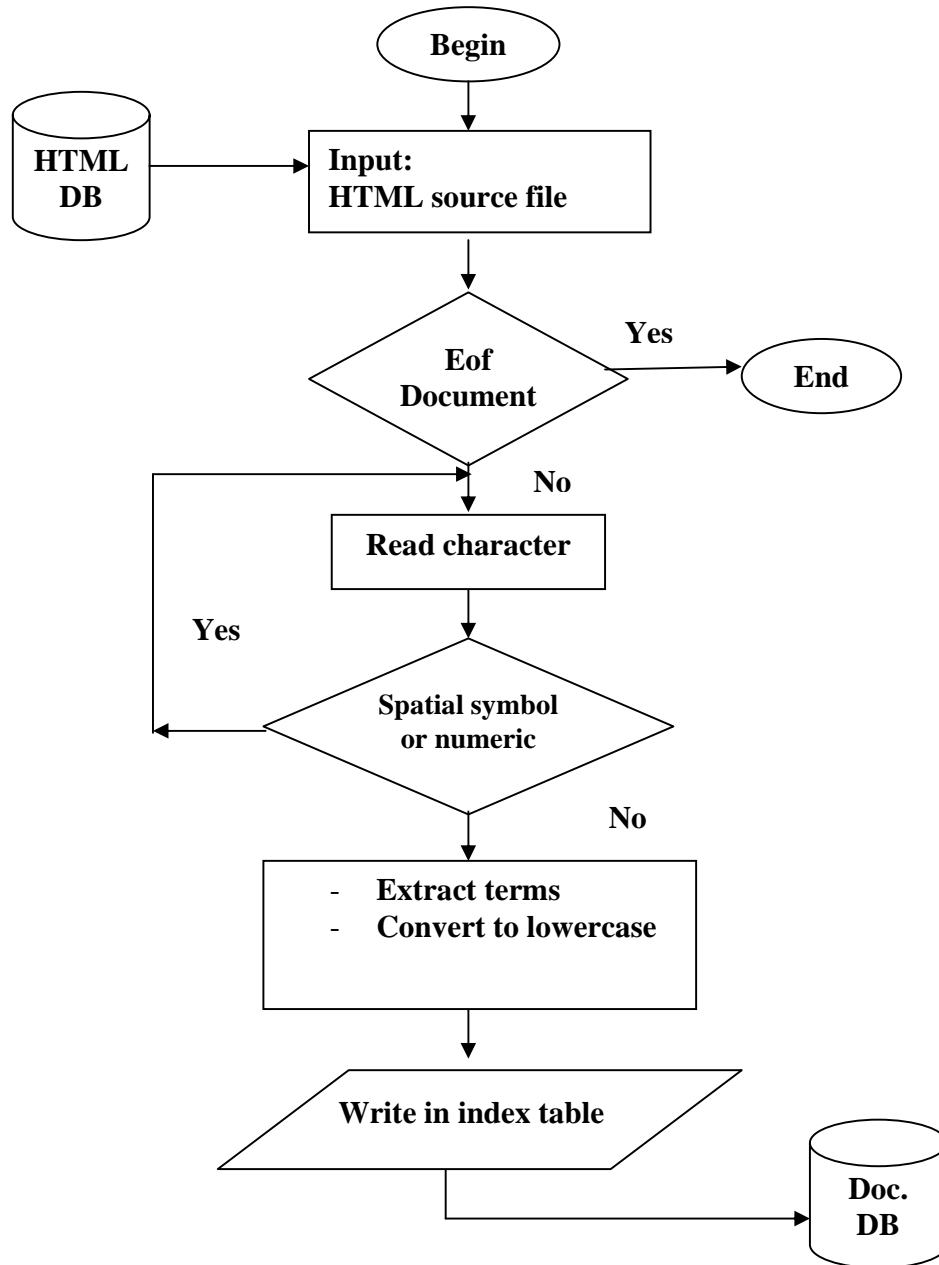 Begin
HTML
DB
Input:
HTML source file
Eof
Document
Yes
End
No
Read character
Yes
Spatial symbol
or numeric
No
- Extract terms
- Convert to lowercase
Write in index table
Doc.
DB